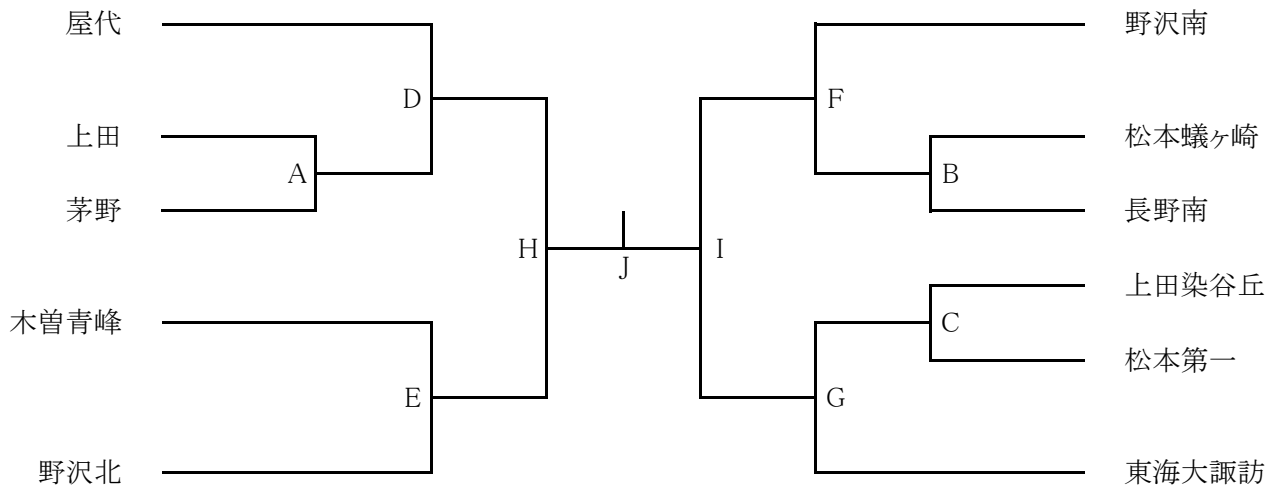 屋代
野沢南
D
F
上田
松本蟻ヶ崎
A
B
茅野
長野南
H
J
I
上田染谷丘
木曽青峰
C
松本第一
E
G
野沢北
東海大諏訪